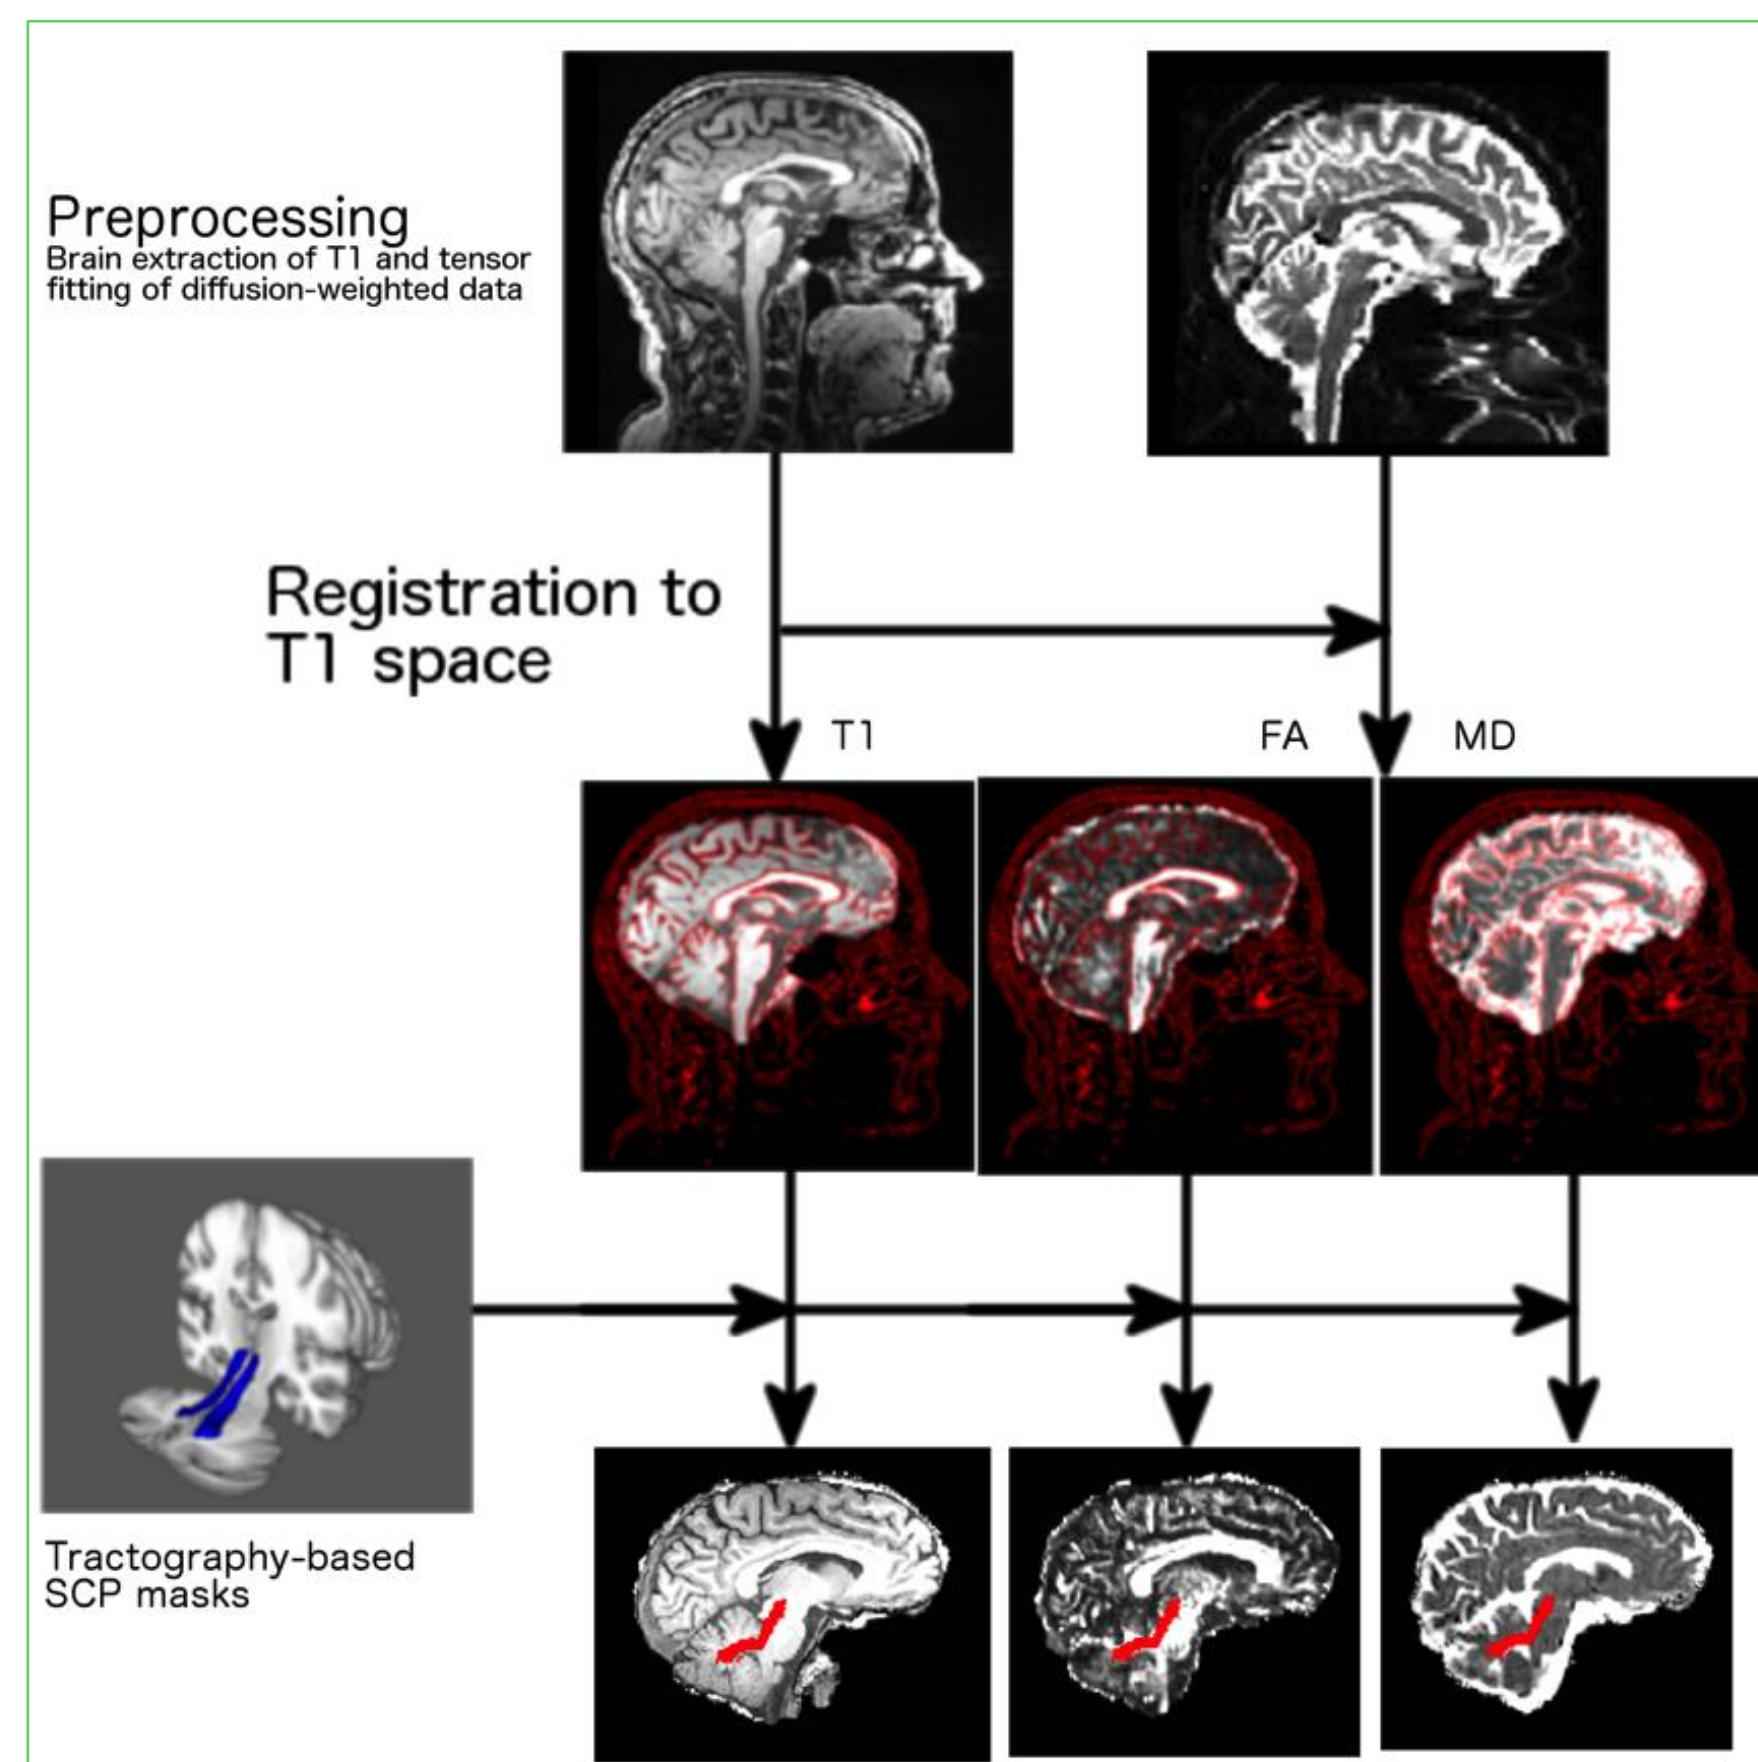 Preprocessing
Brain extraction of T1 and tensor
fitting of diffusion-weighted data
Registration to
T1 space
T1
FA
MD
Tractography-based
SCP masks